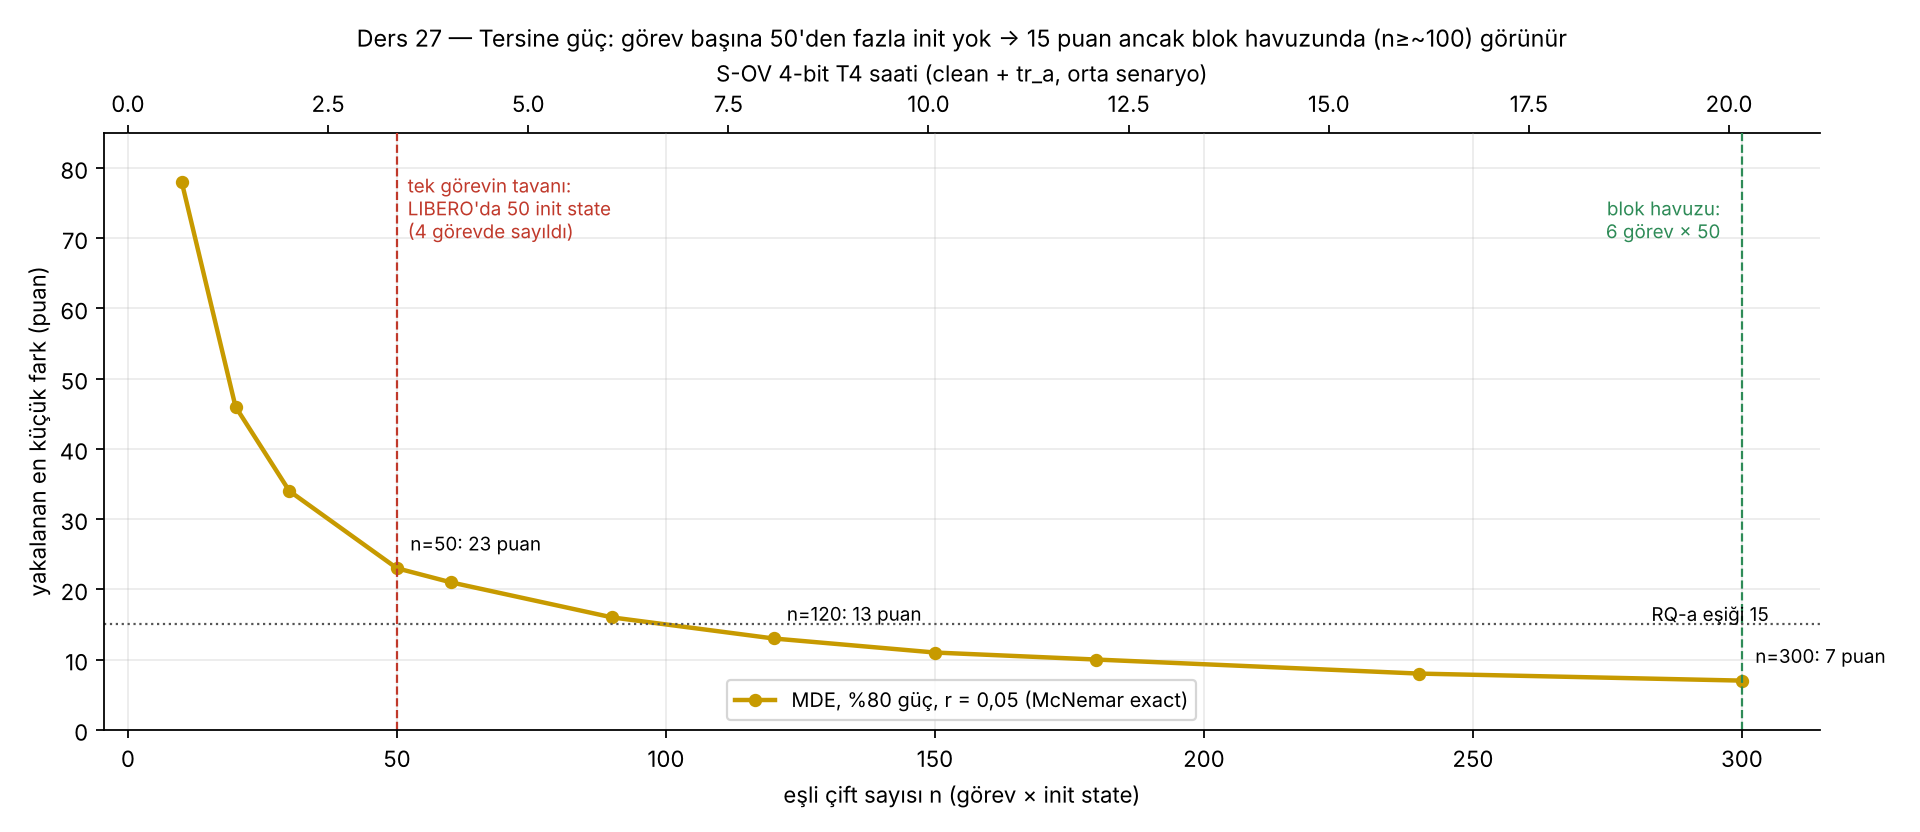 Ders 27 — Tersine güç: görev başına 50'den fazla init yok → 15 puan ancak blok havuzunda (n≥~100) görünür
S-OV 4-bit T4 saati (clean + tr_a, orta senaryo)
0.0 2.5 5.0 7.5 10.0 12.5 15.0 17.5 20.0
yakalanan en küçük fark (puan)
80
70
60
50
40
30
20
10
0
tek görevin tavanı:
LIBERO'da 50 init state
(4 görevde sayıldı)
blok havuzu:
6 görev × 50
n=50: 23 puan
n=120: 13 puan
RQ-a eşiği 15
n=300: 7 puan
MDE, %80 güç, r = 0,05 (McNemar exact)
0 50 100 150 200 250 300
eşli çift sayısı n (görev × init state)